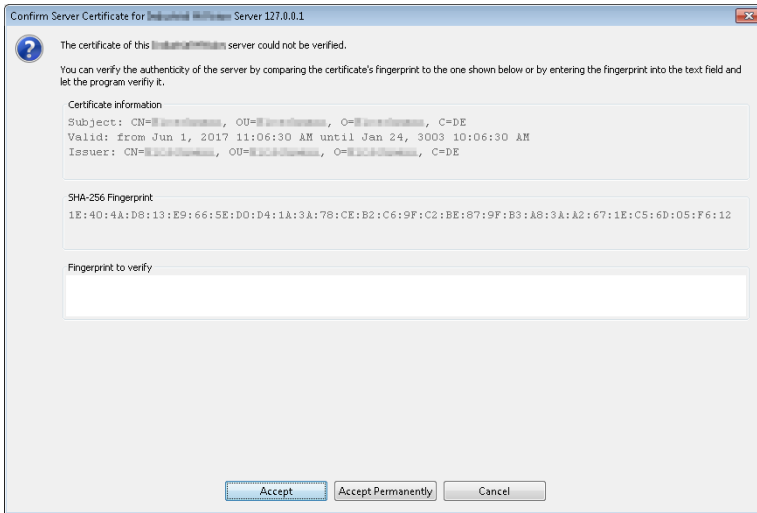 Confirm Server Certificate for Server 127.0.0.1
The certificate of this server could not be verified.
You can verify the authenticity of the server by comparing the certificate's fingerprint to the one shown below or by entering the fingerprint into the text field and
let the program verifiy it.
Certificate information
Subject: CN= , OU= , O= , C=DE
Valid: from Jun 1, 2017 11:06:30 AM until Jan 24, 3003 10:06:30 AM
Issuer: CN= , OU= , O= , C=DE
SHA-256 Fingerprint
1E:40:4A:D8:13:E9:66:5E:D0:D4:1A:3A:78:CE:B2:C6:9F:C2:BE:87:9F:B3:A8:3A:A2:67:1E:C5:6D:05:F6:12
Fingerprint to verify
Accept
Accept Permanently
Cancel